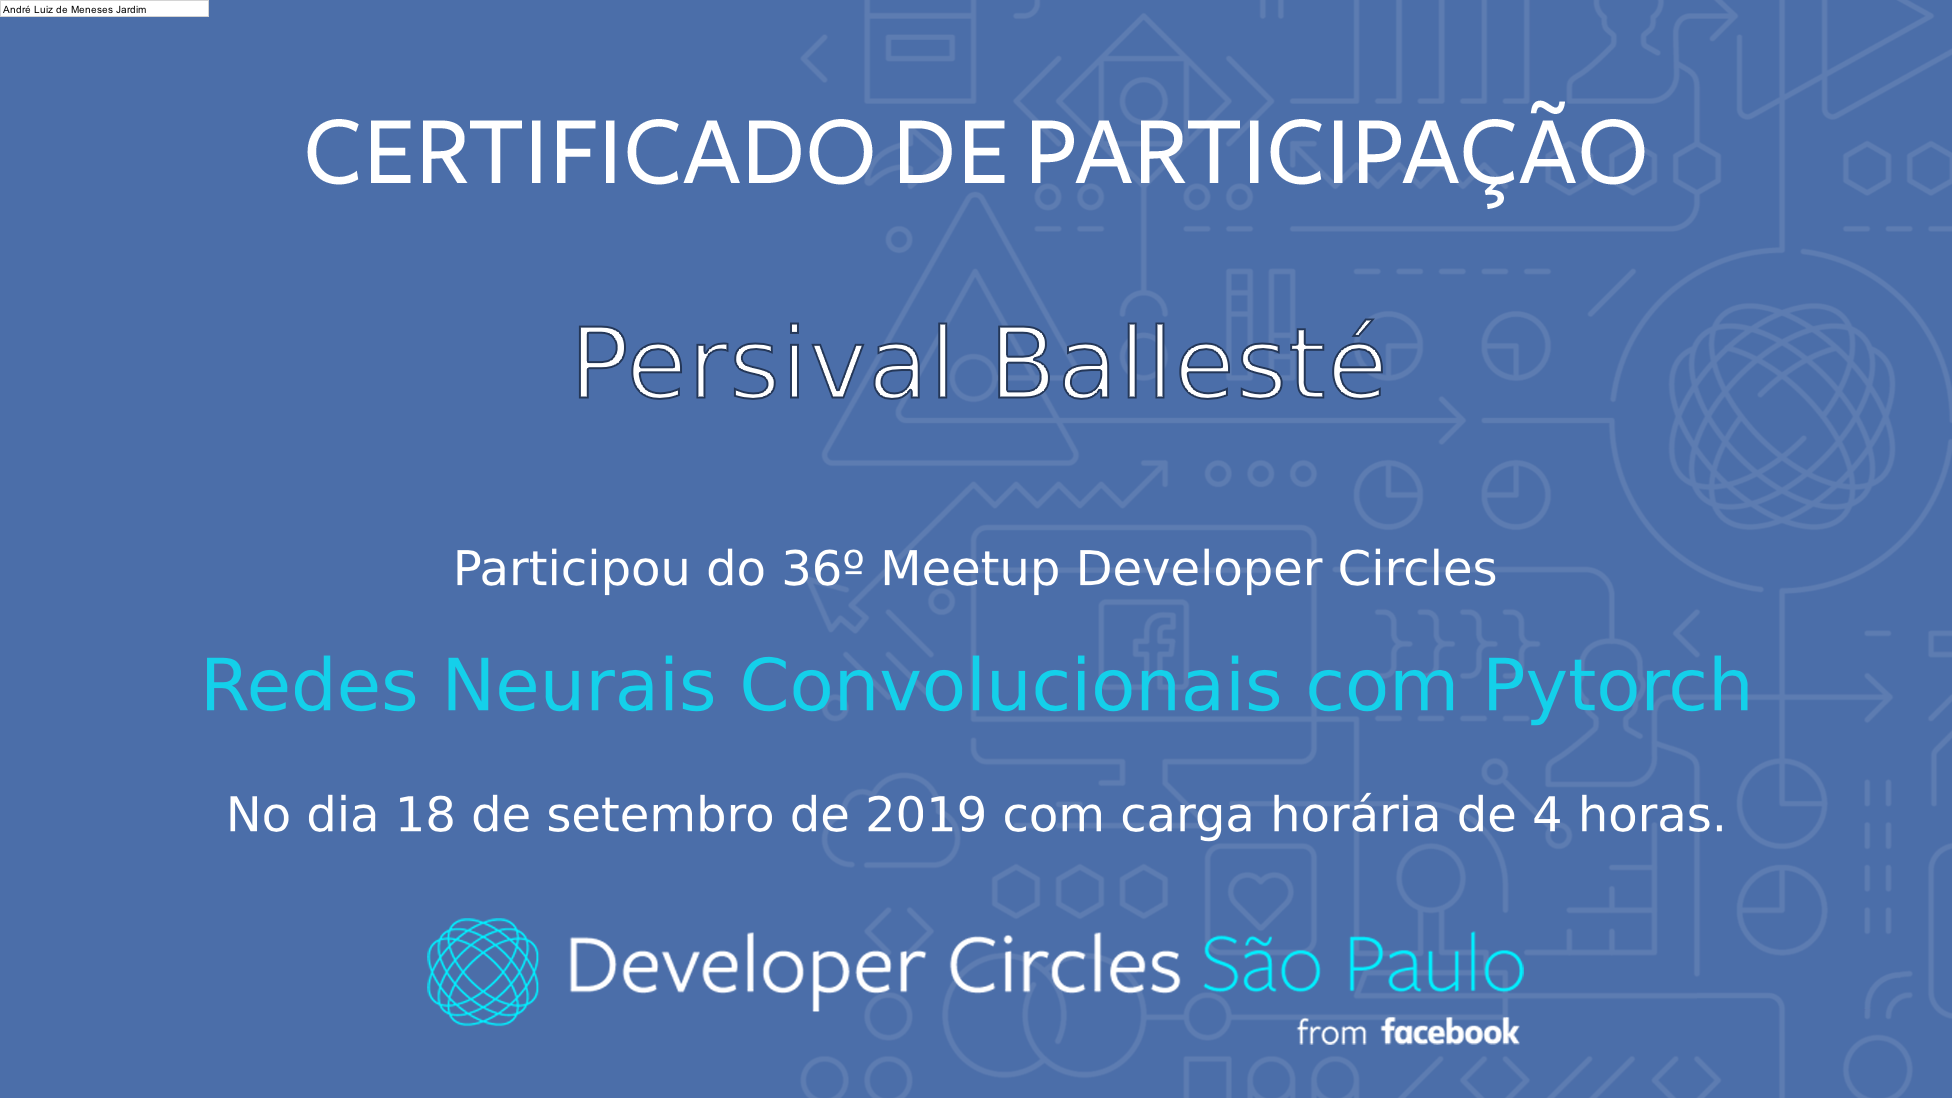 André Luiz de Meneses Jardim
CERTIFICADO DE PARTICIPAÇÃO
Persival Ballesté
Participou do 36º Meetup Developer Circles
Redes Neurais Convolucionais com Pytorch
No dia 18 de setembro de 2019 com carga horária de 4 horas.
Developer Circles São Paulo
from facebook